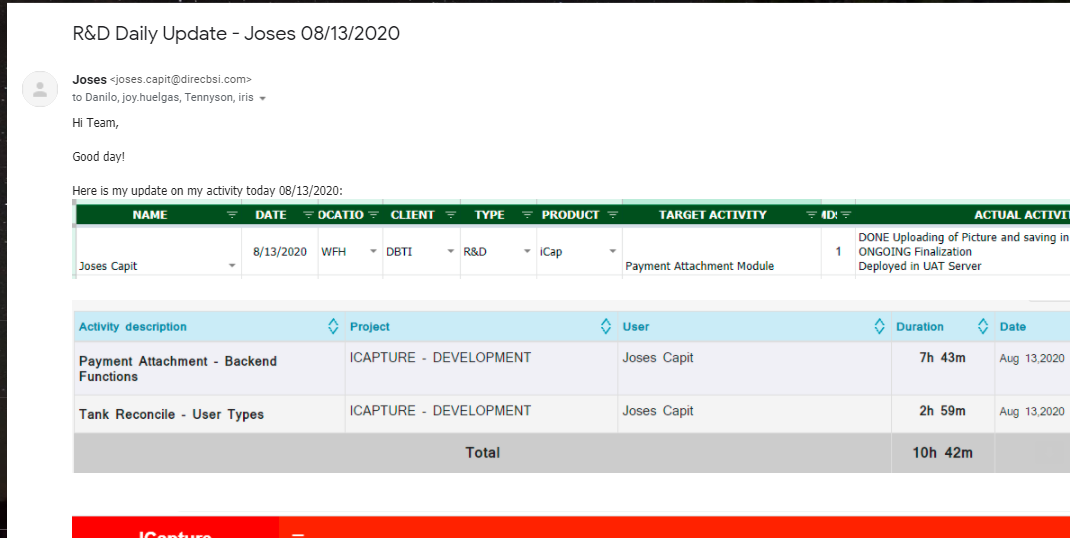 R&D Daily Update - Joses 08/13/2020
Joses <joses.capit@direcbsi.com>
to Danilo, joy.huelgas, Tennyson, iris
Hi Team,
Good day!
Here is my update on my activity today 08/13/2020:
NAME DATE OCATIO CLIENT TYPE PRODUCT TARGET ACTIVITY ACTUAL ACTIVIT
Joses Capit 8/13/2020 WFH DBTI R&D iCap Payment Attachment Module 1 DONE Uploading of Picture and saving in
ONGOING Finalization
Deployed in UAT Server
Activity description Project User Duration Date
Payment Attachment - Backend Functions ICAPTURE - DEVELOPMENT Joses Capit 7h 43m Aug 13,2020
Tank Reconcile - User Types ICAPTURE - DEVELOPMENT Joses Capit 2h 59m Aug 13,2020
Total 10h 42m
ICapture